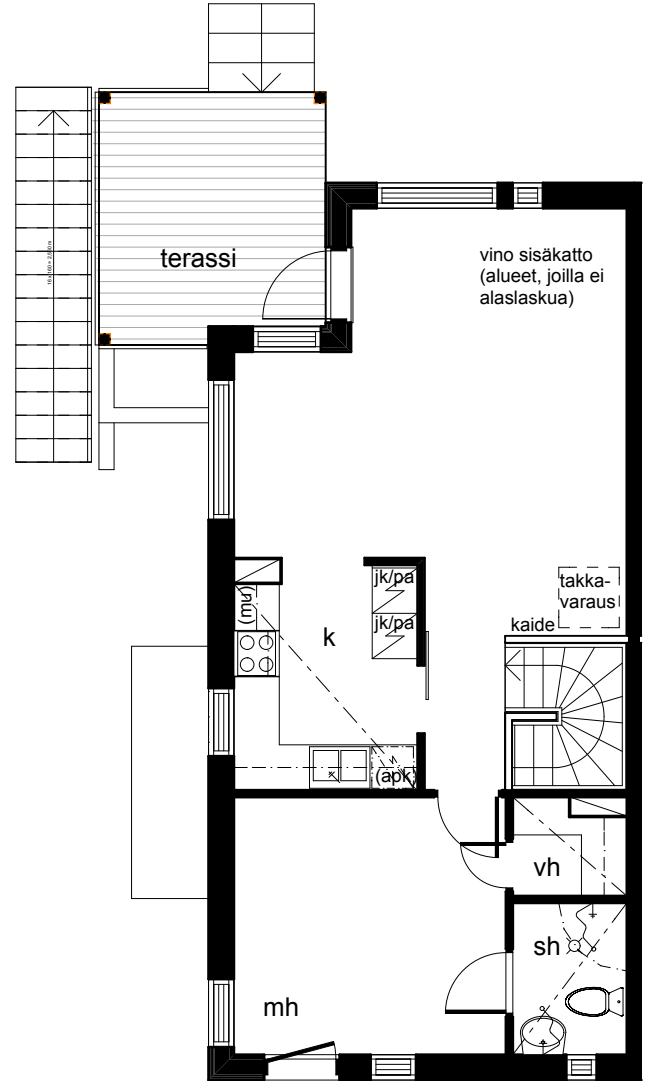 terassi
vino sisäkatto
(alueet, joilla ei
alaslaskua)
jk/pa
takka-
varaus
(mu)
jk/pa
kaide
k
(apk)
vh
sh
mh